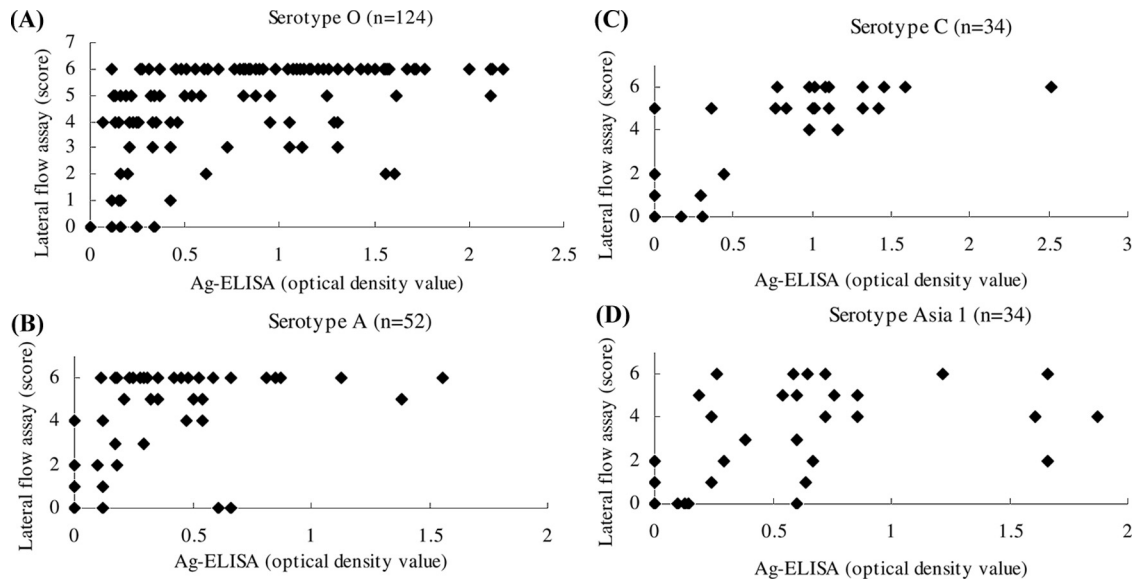 (A)
Serotype O (n=124)
Lateral flow assay (score)
7
6
5
4
3
2
1
0
0 0.5 1 1.5 2 2.5
Ag-ELISA (optical density value)
(B)
Serotype A (n=52)
Lateral flow assay (score)
8
6
4
2
0
0 0.5 1 1.5 2
Ag-ELISA (optical density value)
(C)
Serotype C (n=34)
Lateral flow assay (score)
8
6
4
2
0
0 0.5 1 1.5 2 2.5 3
Ag-ELISA (optical density value)
(D)
Serotype Asia 1 (n=34)
Lateral flow assay (score)
8
6
4
2
0
0 0.5 1 1.5 2
Ag-ELISA (optical density value)